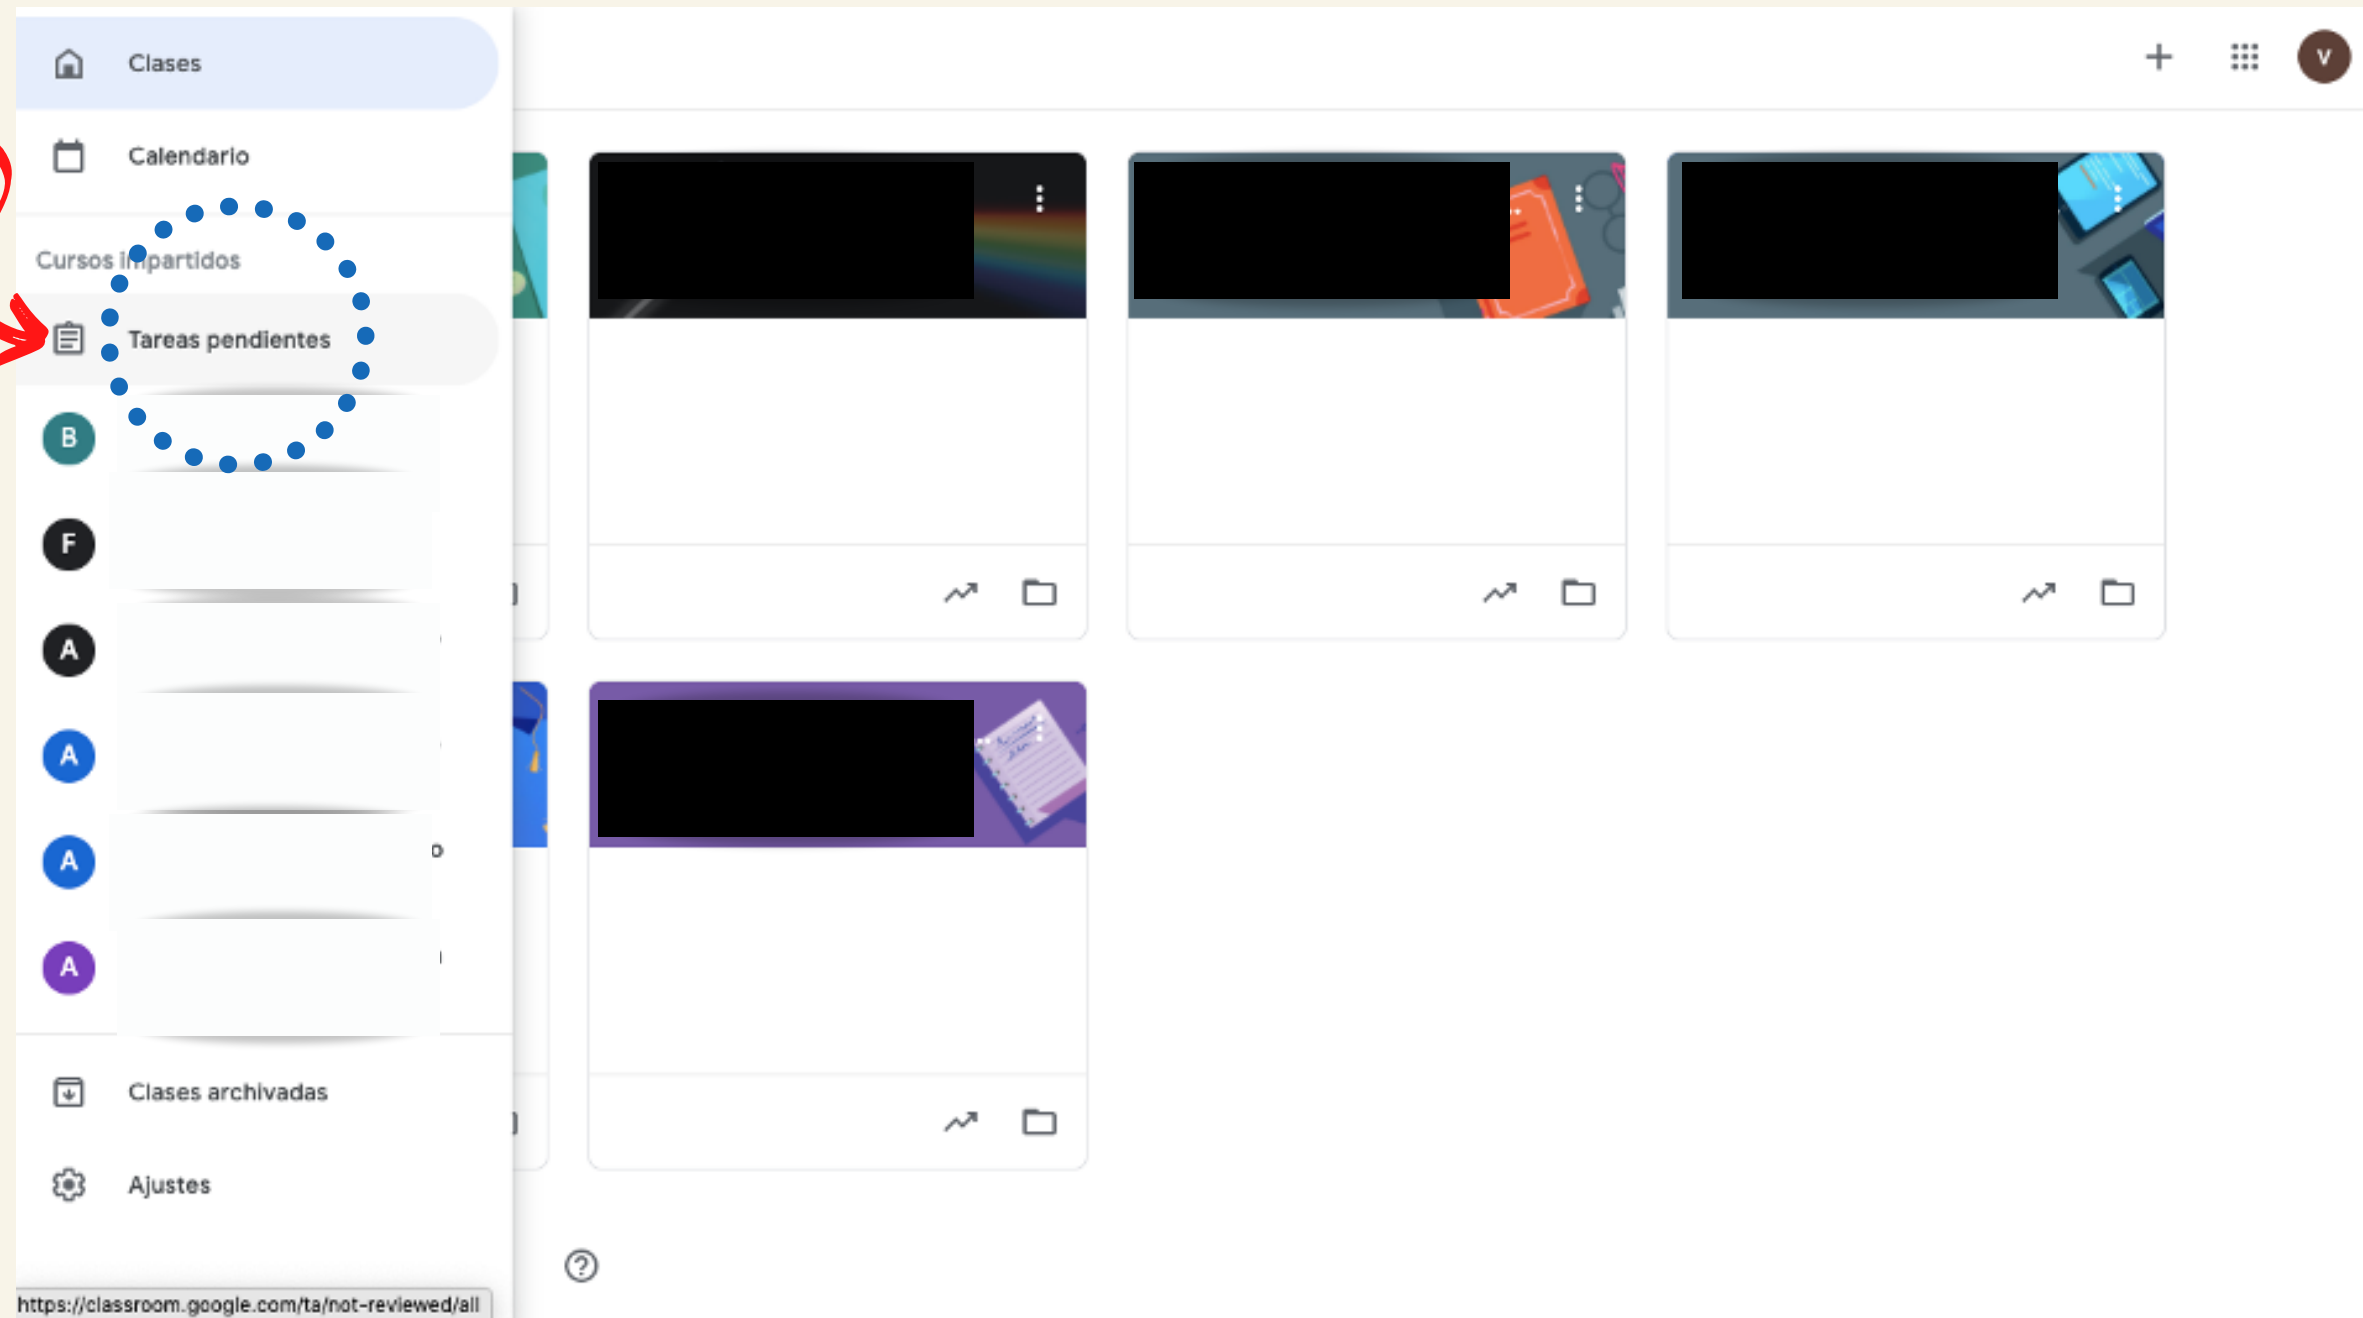 Clases
V
Calendario
Cursos impartidos
Tareas pendientes
B
F
A
A
A
o
A
Clases archivadas
Ajustes
https://classroom.google.com/ta/not-reviewed/all